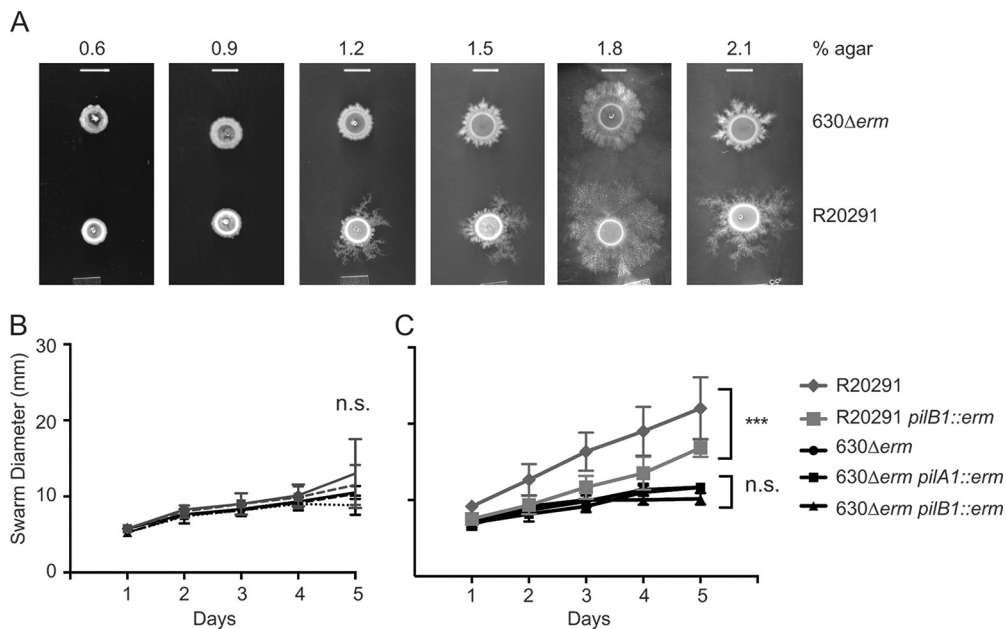 A
0.6 0.9 1.2 1.5 1.8 2.1 % agar
630Δerm
R20291
B
C
30
20
10
0
Swarm Diameter (mm)
n.s.
1 2 3 4 5
Days
***
n.s.
1 2 3 4 5
Days
R20291
R20291 pilB1::erm
630Δerm
630Δerm pilA1::erm
630Δerm pilB1::erm